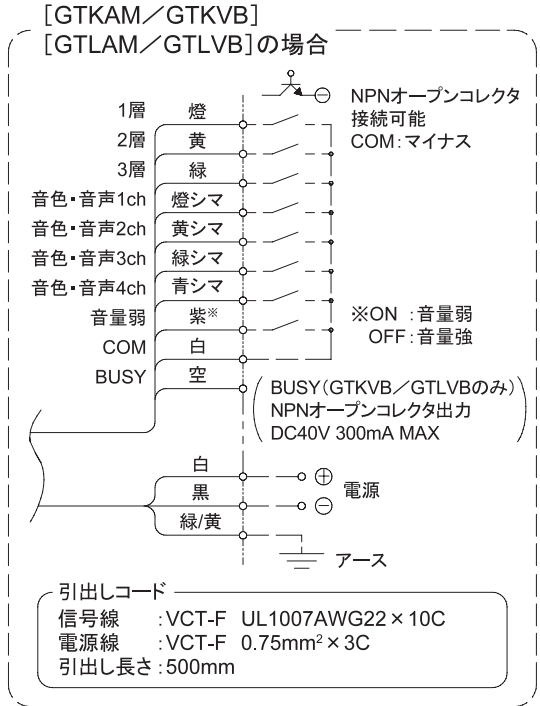 [GTKAM／GTKVB]
[GTLAM／GTLVB]の場合
NPNオープンコレクタ
接続可能
COM：マイナス
1層 燈
2層 黄
3層 緑
音色・音声1ch 燈シマ
音色・音声2ch 黄シマ
音色・音声3ch 緑シマ
音色・音声4ch 青シマ
音量弱 紫※
COM 白
BUSY 空
※ON ：音量弱
OFF：音量強
BUSY（GTKVB／GTLVBのみ）
NPNオープンコレクタ出力
DC40V 300mA MAX
白 ⊕
黒 ⊖
電源
緑/黄
アース
引出しコード
信号線 ：VCT-F UL1007AWG22×10C
電源線 ：VCT-F 0.75mm²×3C
引出し長さ：500mm